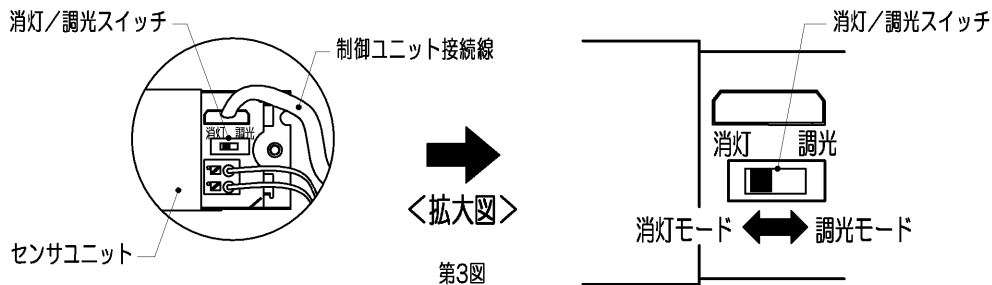 消灯／調光スイッチ
制御ユニット接続線
消灯 調光
センサユニット
＜拡大図＞
第3図
消灯／調光スイッチ
消灯 調光
消灯モード 調光モード